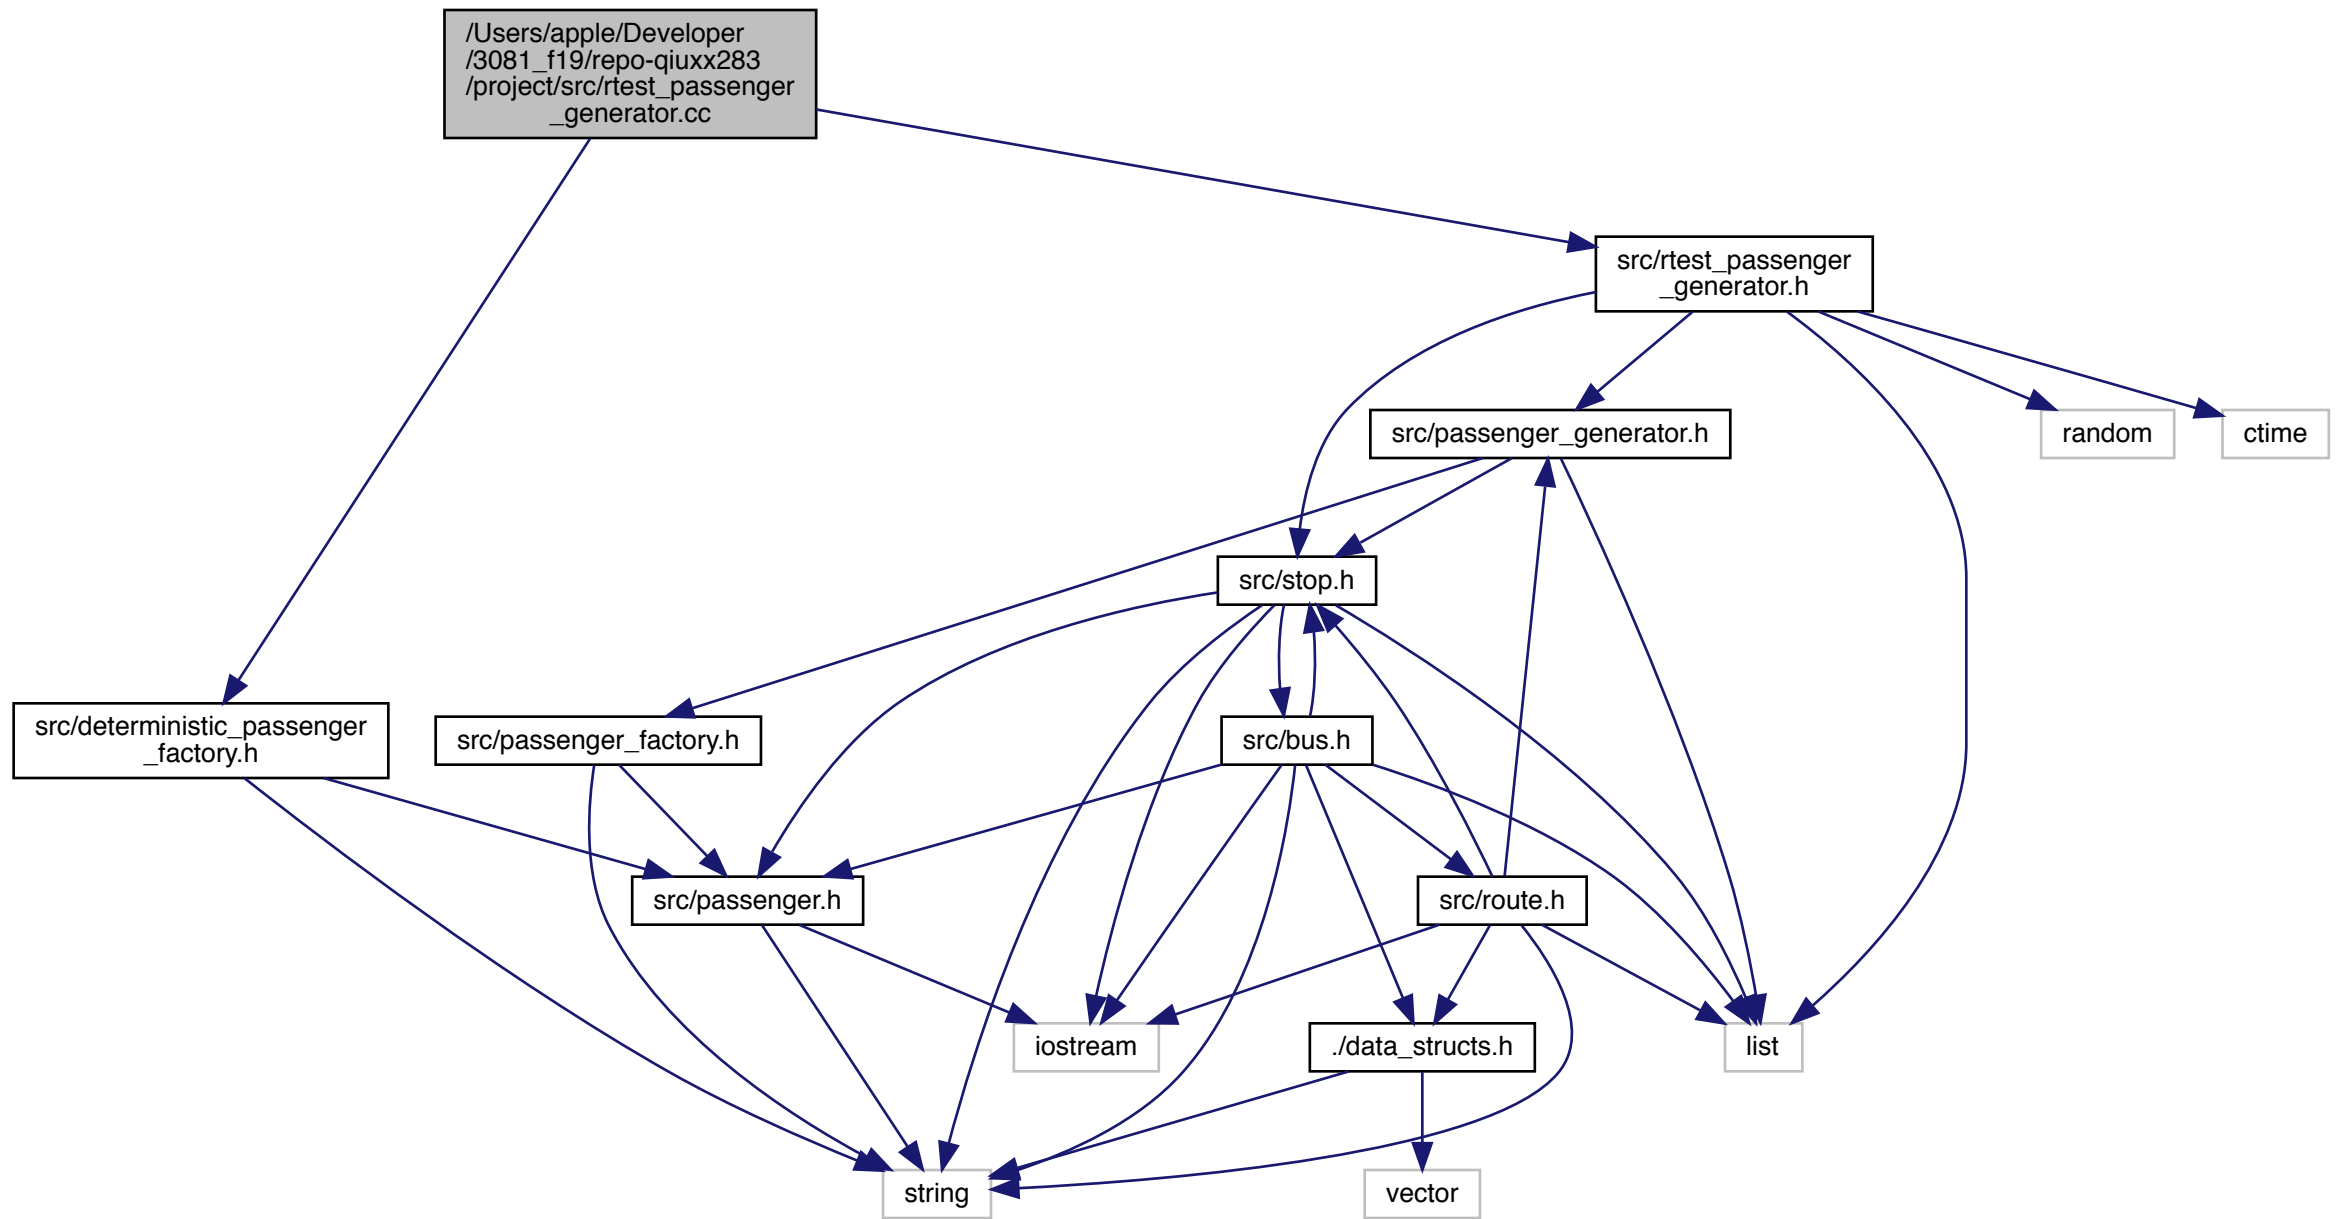 /Users/apple/Developer
/3081_f19/repo-qiuxx283
/project/src/rtest_passenger
_generator.cc
src/rtest_passenger
_generator.h
src/passenger_generator.h
random
ctime
src/stop.h
src/deterministic_passenger
_factory.h
src/passenger_factory.h
src/bus.h
src/passenger.h
src/route.h
iostream
./data_structs.h
list
string
vector